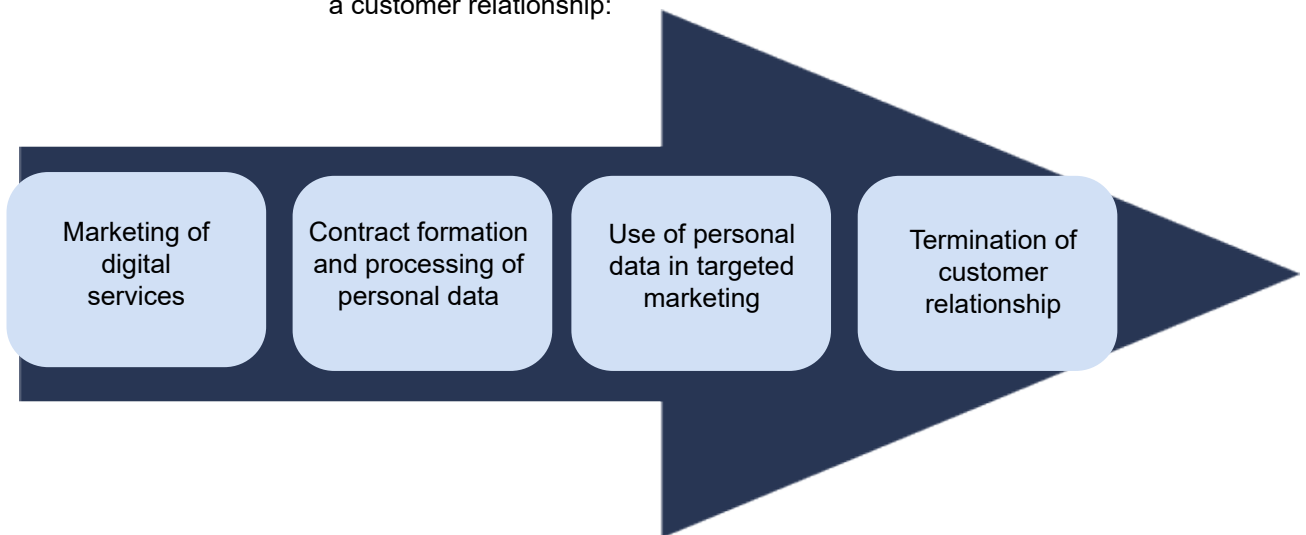 a customer relationship:
Marketing of
digital
services
Contract formation
and processing of
personal data
Use of personal
data in targeted
marketing
Termination of
customer
relationship